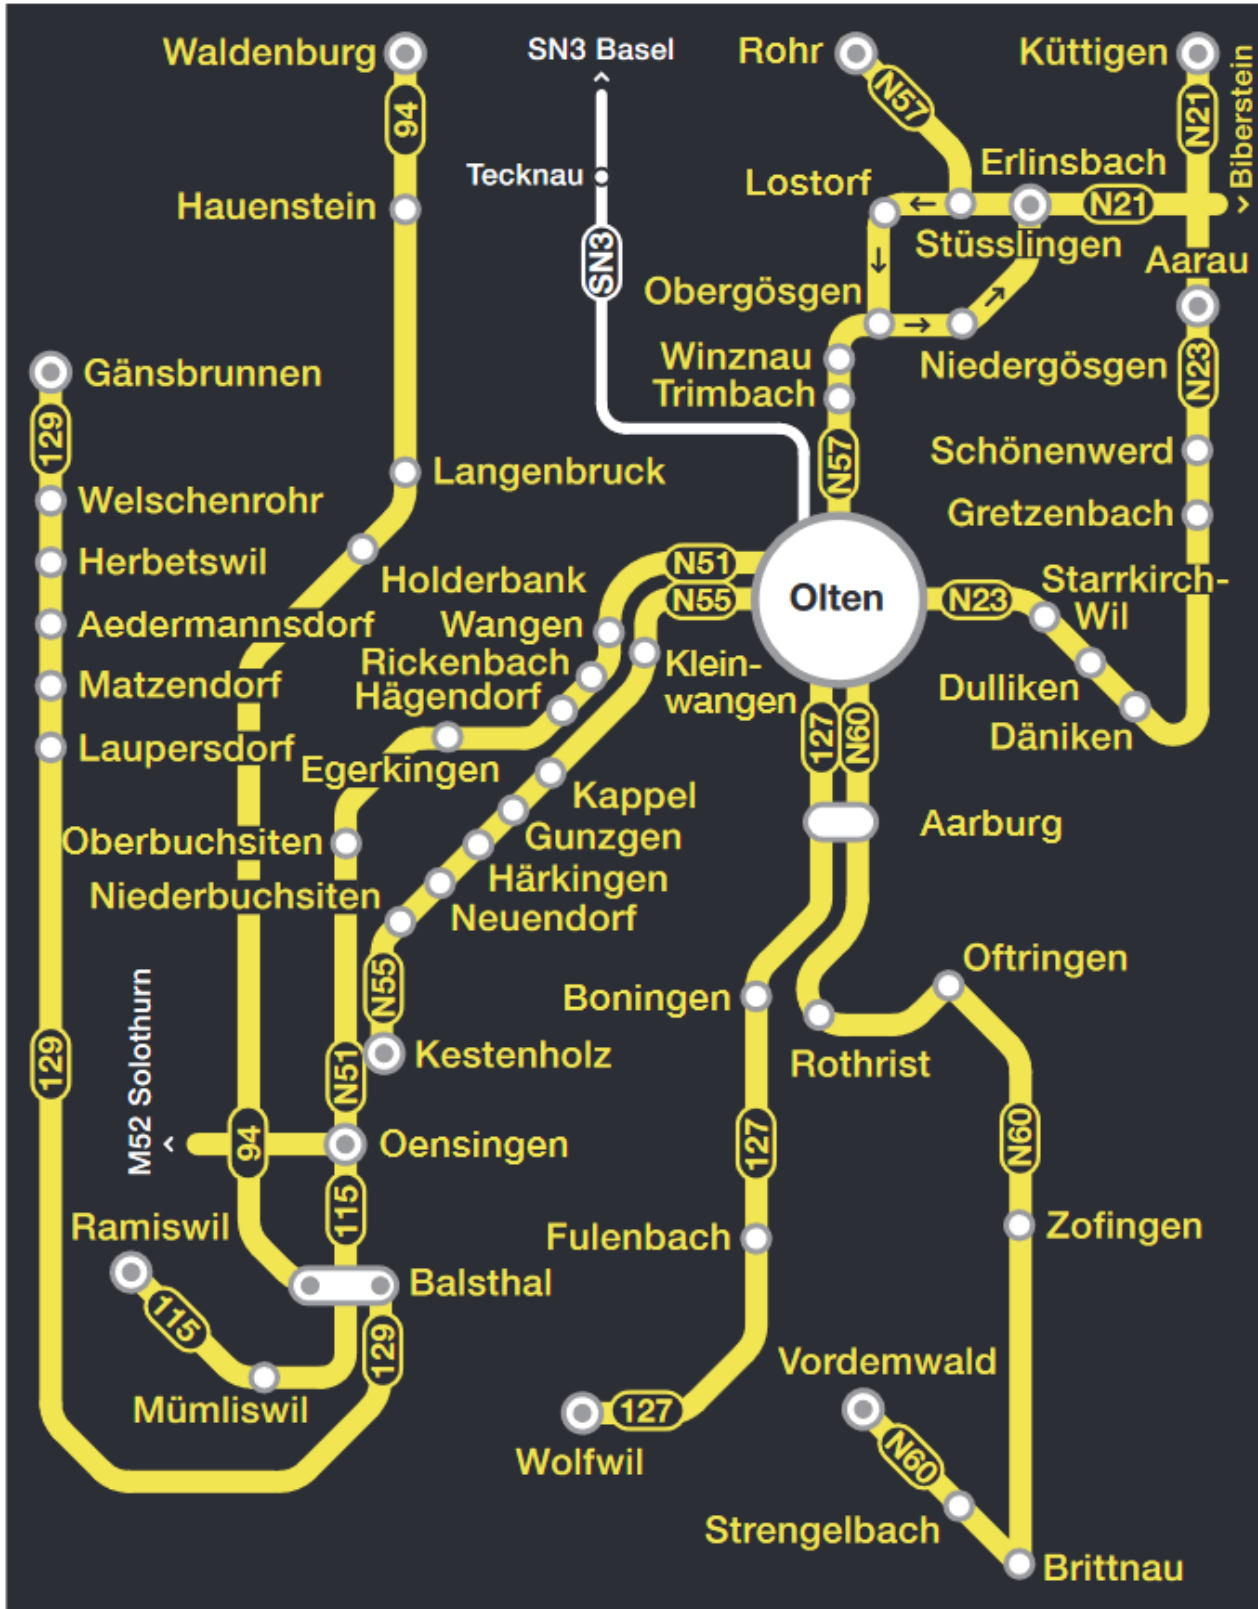 Waldenburg
SN3 Basel
Rohr
Küttigen
94
N57
N21
Biberstein
Tecknau
Erlinsbach
Lostorf
N21
Hauenstein
Stüsslingen
SN3
Aarau
Obergösgen
Winznau
Niedergösgen
Gänsbrunnen
Trimbach
N23
129
N57
Schönenwerd
Langenbruck
Welschenrohr
Gretzenbach
Herbetswil
N51
Holderbank
N55
Olten
N23
Starrkirch-
Wil
Aedermannsdorf
Wangen
Rickenbach
Klein-
wangen
Matzendorf
Hägendorf
Dulliken
Däniken
127
N60
Laupersdorf
Egerkingen
Kappel
Aarburg
Oberbuchsiten
Gunzgen
Härkingen
Niederbuchsiten
Neuendorf
Oftringen
N55
Boningen
M52 Solothurn
129
N51
Kestenholz
Rothrist
94
Oensingen
127
N60
115
Ramiswil
Fulenbach
Zofingen
Balsthal
115
129
Vordemwald
Mümliswil
127
Wolfwil
N60
Strengelbach
Brittnau